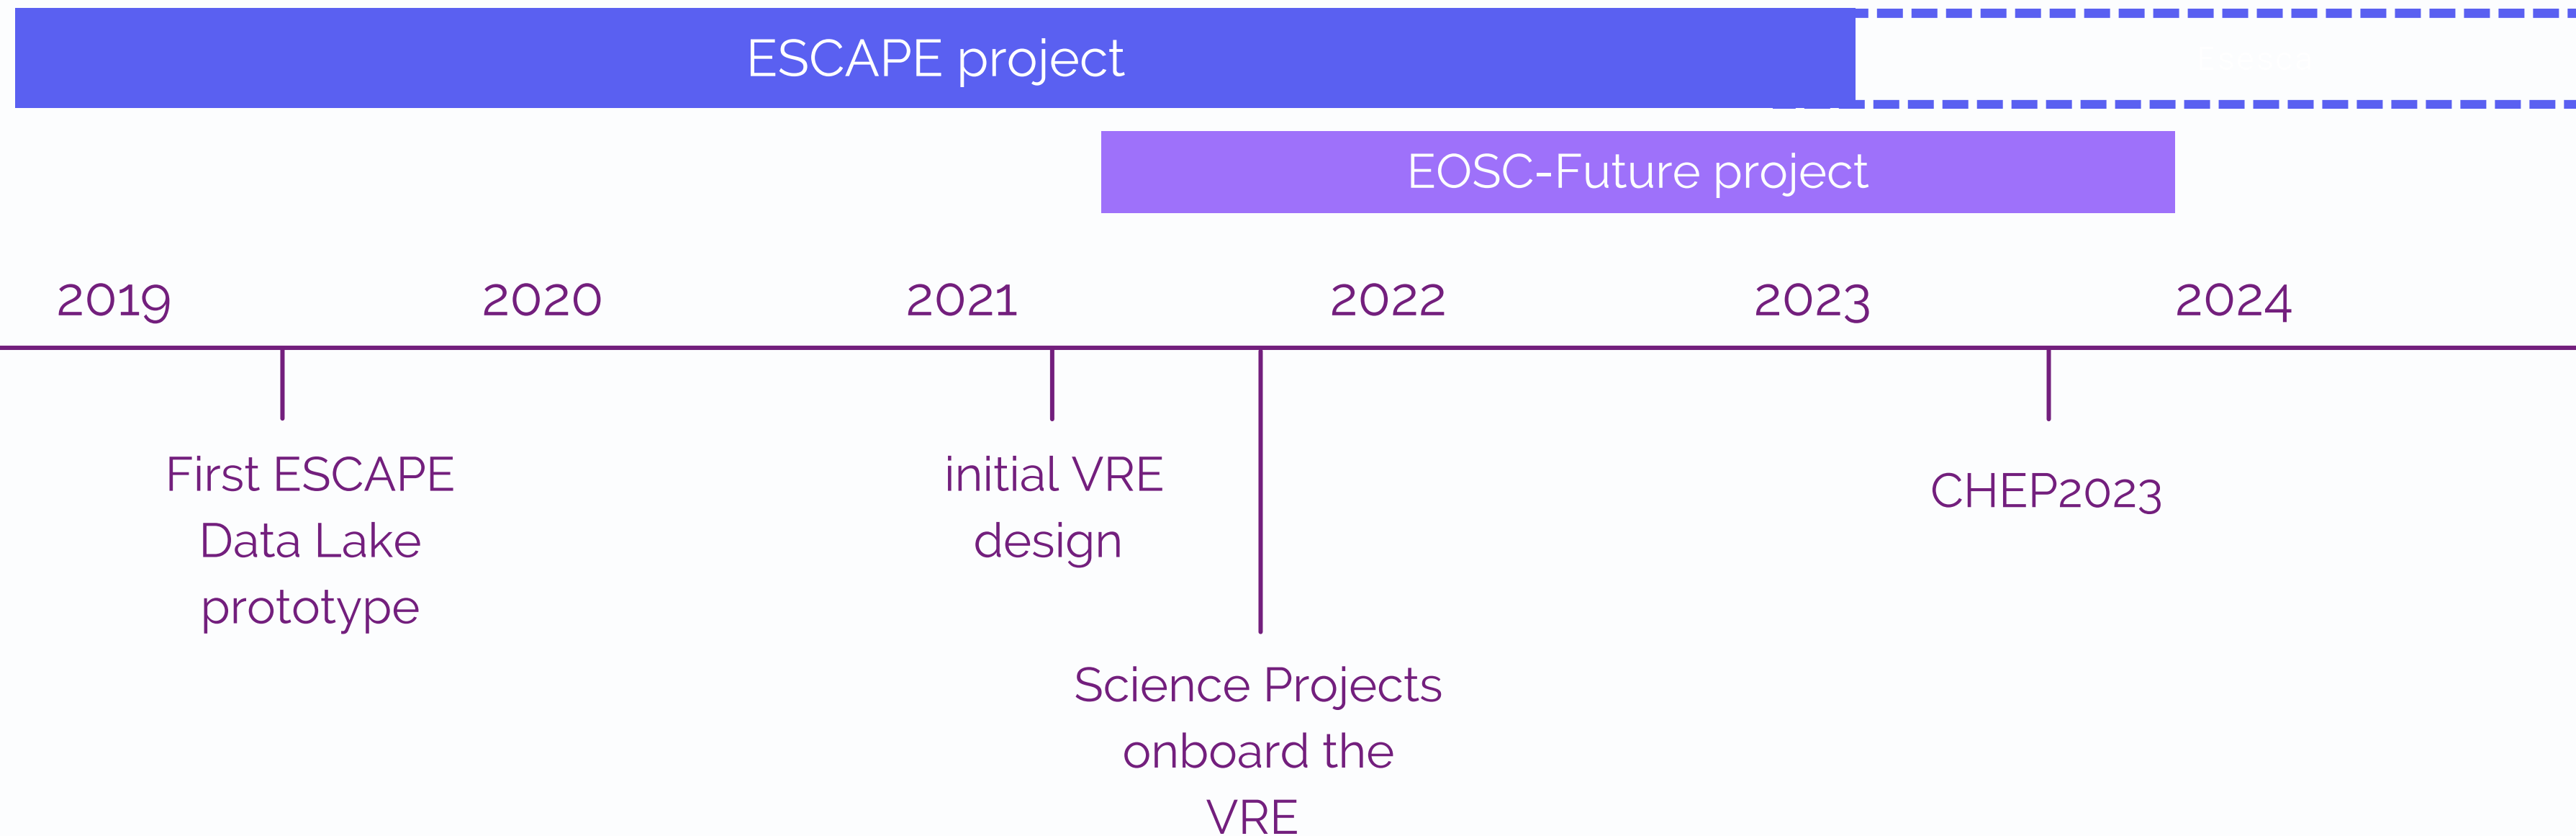 ESCAPE project
EOSC-Future project
2019 2020 2021 2022 2023 2024
First ESCAPE
Data Lake
prototype
initial VRE
design
Science Projects
onboard the
VRE
CHEP2023